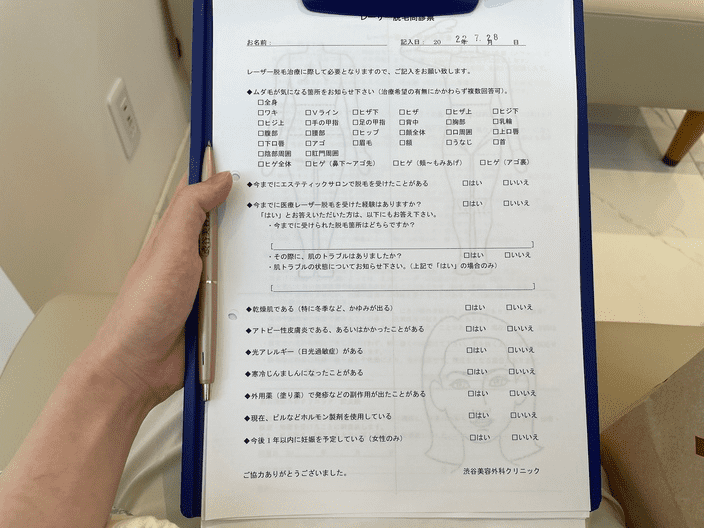 レーザー脱毛問診票
お名前： 記入日： 20 22年 7.月28 日
レーザー脱毛治療に際して必要となりますので、ご記入をお願い致します。
◆ムダ毛が気になる箇所をお知らせ下さい（治療希望の有無にかかわらず複数回答可）。
□全身
□ワキ □Vライン □ヒザ下 □ヒザ □ヒザ上 □ヒジ下
□ヒジ上 □手の甲指 □足の甲指 □背中 □胸部 □乳輪
□腹部 □腰部 □ヒップ □顔全体 □口周囲 □上口唇
□下口唇 □アゴ □眉毛 □頬 □うなじ □首
□陰部周囲 □肛門周囲
□ヒゲ全体 □ヒゲ（鼻下～アゴ先） □ヒゲ（頬～もみあげ） □ヒゲ（アゴ裏）
◆今までにエステティックサロンで脱毛を受けたことがある □はい □いいえ
◆今までに医療レーザー脱毛を受けた経験はありますか？ □はい □いいえ
「はい」とお答えいただいた方は、以下にもお答え下さい。
・今までに受けられた脱毛箇所はどちらですか？
[ ]
・その際に、肌のトラブルはありましたか？ □はい □いいえ
・肌トラブルの状態についてお知らせ下さい。（上記で「はい」の場合のみ）
[ ]
◆乾燥肌である（特に冬季など、かゆみが出る） □はい □いいえ
◆アトピー性皮膚炎である、あるいはかかったことがある □はい □いいえ
◆光アレルギー（日光過敏症）がある □はい □いいえ
◆寒冷じんましんになったことがある □はい □いいえ
◆外用薬（塗り薬）で発疹などの副作用が出たことがある □はい □いいえ
◆現在、ピルなどホルモン製剤を使用している □はい □いいえ
◆今後1年以内に妊娠を予定している（女性のみ） □はい □いいえ
ご協力ありがとうございました。 渋谷美容外科クリニック